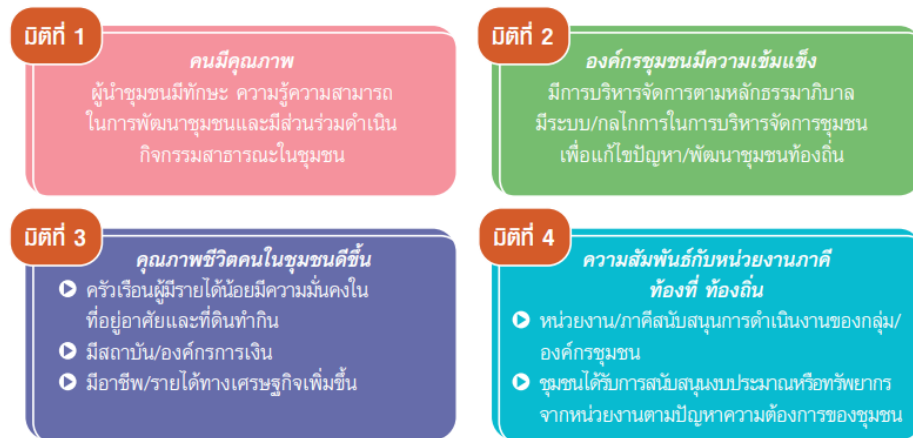 มิติที่ 1
คนมีคุณภาพ
ผู้นำชุมชนมีทักษะ ความรู้ความสามารถ
ในการพัฒนาชุมชนและมีส่วนร่วมดำเนิน
กิจกรรมสาธารณะในชุมชน
มิติที่ 2
องค์กรชุมชนมีความเข้มแข็ง
มีการบริหารจัดการตามหลักธรรมาภิบาล
มีระบบ/กลไกการในการบริหารจัดการชุมชน
เพื่อแก้ไขปัญหา/พัฒนาชุมชนท้องถิ่น
มิติที่ 3
คุณภาพชีวิตคนในชุมชนดีขึ้น
ครัวเรือนผู้มีรายได้น้อยมีความมั่นคงใน
ที่อยู่อาศัยและที่ดินทำกิน
มีสถาบัน/องค์กรการเงิน
มีอาชีพ/รายได้ทางเศรษฐกิจเพิ่มขึ้น
มิติที่ 4
ความสัมพันธ์กับหน่วยงานภาคี
ท้องที่ ท้องถิ่น
หน่วยงาน/ภาคีสนับสนุนการดำเนินงานของกลุ่ม/
องค์กรชุมชน
ชุมชนได้รับการสนับสนุนงบประมาณหรือทรัพยากร
จากหน่วยงานตามปัญหาความต้องการของชุมชน